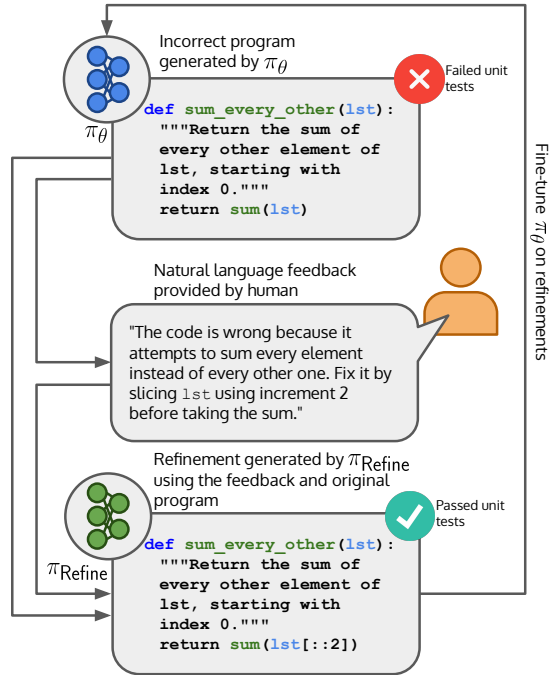 Incorrect program
generated by πθ
Failed unit
tests
πθ
def sum_every_other(lst):
"""Return the sum of
every other element of
lst, starting with
index 0."""
return sum(lst)
Fine-tune πθ on refinements
Natural language feedback
provided by human
"The code is wrong because it
attempts to sum every element
instead of every other one. Fix it by
slicing lst using increment 2
before taking the sum."
Refinement generated by πRefine
using the feedback and original
program
Passed unit
tests
πRefine
def sum_every_other(lst):
"""Return the sum of
every other element of
lst, starting with
index 0."""
return sum(lst[::2])